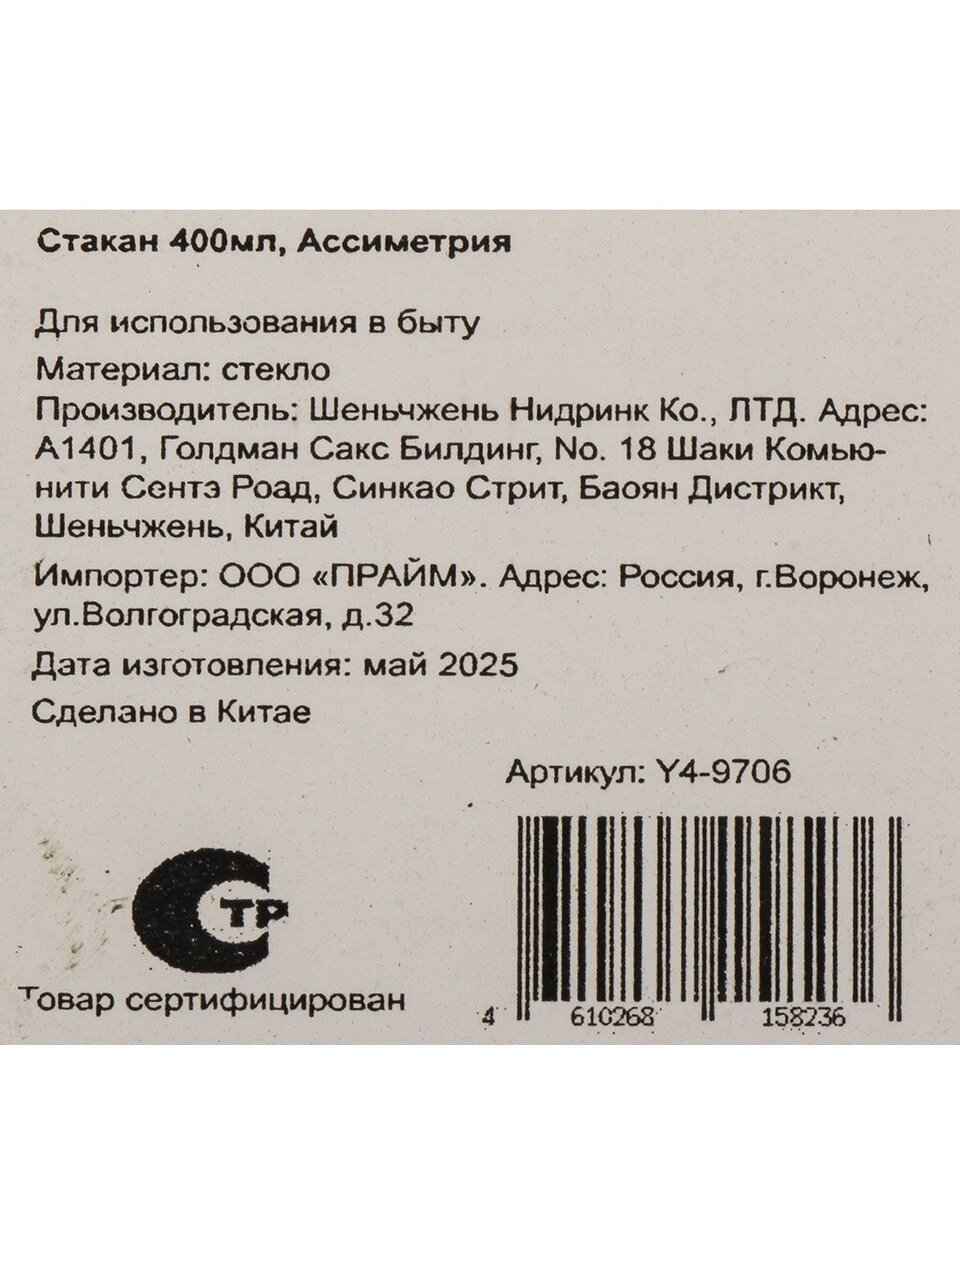 Стакан 400мл, Ассиметрия
Для использования в быту
Материал: стекло
Производитель: Шеньчжень Нидринк Ко., ЛТД. Адрес:
А1401, Голдман Сакс Билдинг, No. 18 Шаки Комью-
нити Сентэ Роад, Синкао Стрит, Баоян Дистрикт,
Шеньчжень, Китай
Импортер: ООО «ПРАЙМ». Адрес: Россия, г.Воронеж,
ул.Волгоградская, д.32
Дата изготовления: май 2025
Сделано в Китае
Артикул: Y4-9706
СТР
Товар сертифицирован
4 610268 158236